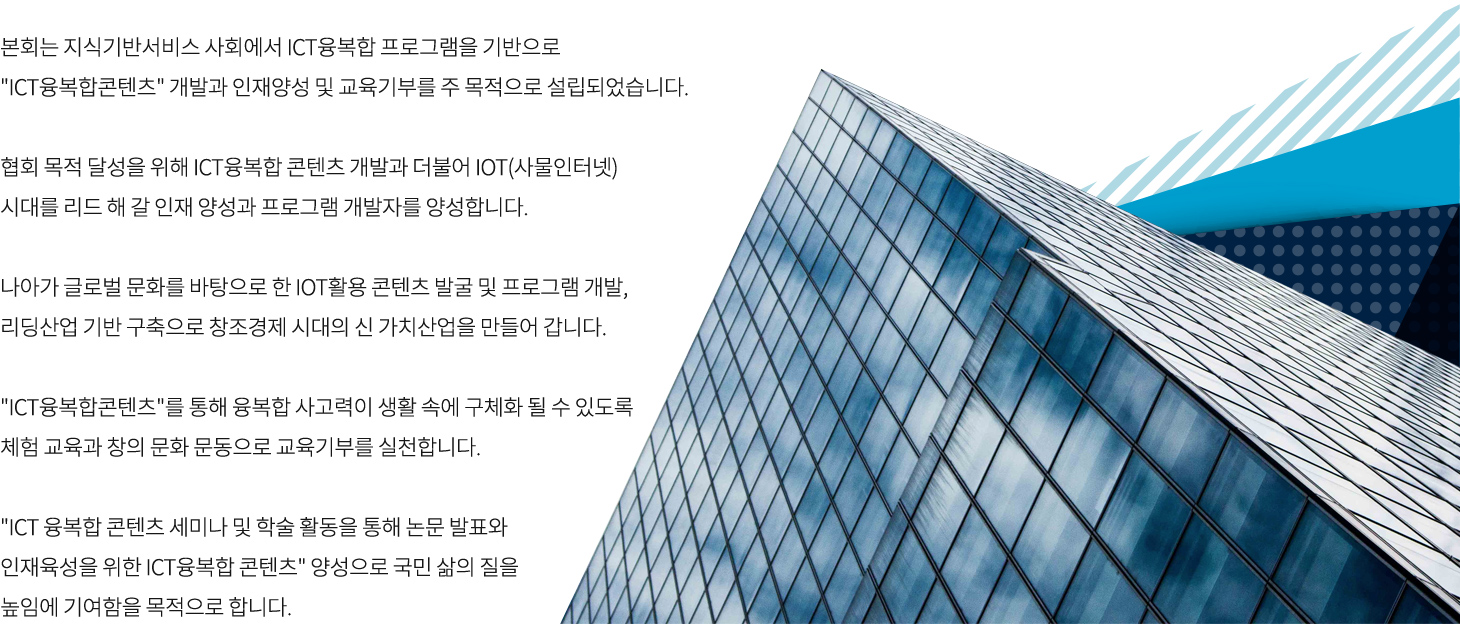 본회는 지식기반서비스 사회에서 ICT융복합 프로그램을 기반으로
"ICT융복합콘텐츠" 개발과 인재양성 및 교육기부를 주 목적으로 설립되었습니다.
협회 목적 달성을 위해 ICT융복합 콘텐츠 개발과 더불어 IOT(사물인터넷)
시대를 리드 해 갈 인재 양성과 프로그램 개발자를 양성합니다.
나아가 글로벌 문화를 바탕으로 한 IOT활용 콘텐츠 발굴 및 프로그램 개발,
리딩산업 기반 구축으로 창조경제 시대의 신 가치산업을 만들어 갑니다.
"ICT융복합콘텐츠"를 통해 융복합 사고력이 생활 속에 구체화 될 수 있도록
체험 교육과 창의 문화 문동으로 교육기부를 실천합니다.
"ICT 융복합 콘텐츠 세미나 및 학술 활동을 통해 논문 발표와
인재육성을 위한 ICT융복합 콘텐츠" 양성으로 국민 삶의 질을
높임에 기여함을 목적으로 합니다.